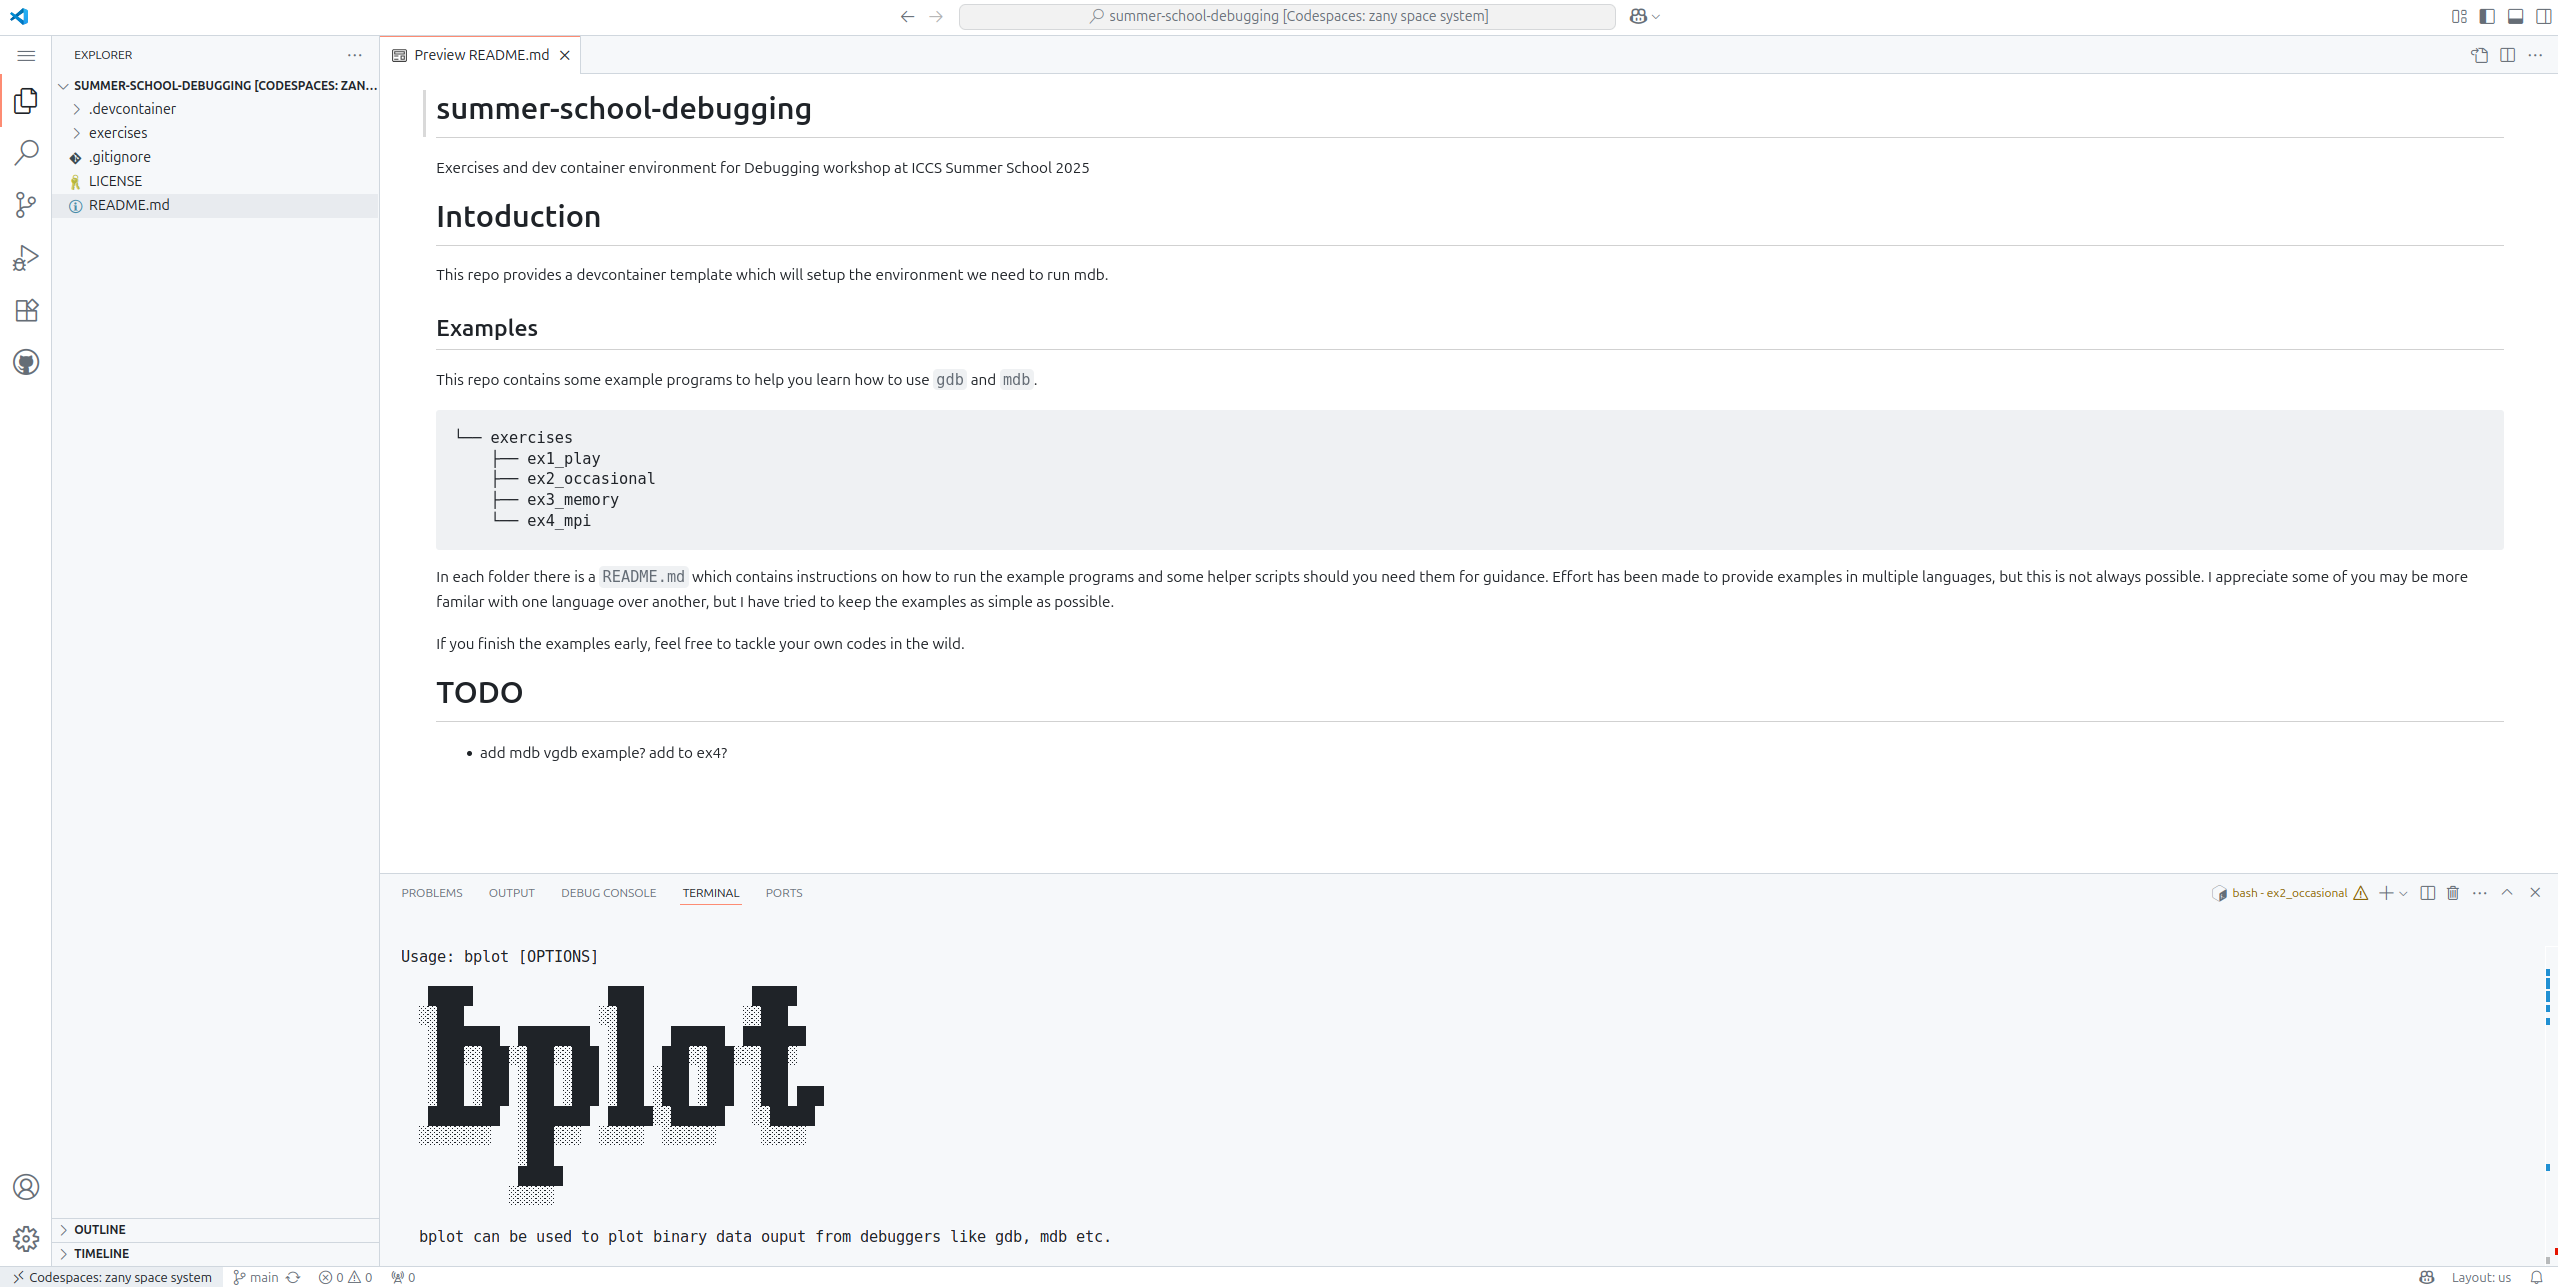 summer-school-debugging [Codespaces: zany space system]
EXPLORER
SUMMER-SCHOOL-DEBUGGING [CODESPACES: ZAN...
.devcontainer
exercises
.gitignore
LICENSE
README.md
OUTLINE
TIMELINE
Preview README.md
summer-school-debugging
Exercises and dev container environment for Debugging workshop at ICCS Summer School 2025
Intoduction
This repo provides a devcontainer template which will setup the environment we need to run mdb.
Examples
This repo contains some example programs to help you learn how to use gdb and mdb.
└── exercises
├── ex1_play
├── ex2_occasional
├── ex3_memory
└── ex4_mpi
In each folder there is a README.md which contains instructions on how to run the example programs and some helper scripts should you need them for guidance. Effort has been made to provide examples in multiple languages, but this is not always possible. I appreciate some of you may be more
familar with one language over another, but I have tried to keep the examples as simple as possible.
If you finish the examples early, feel free to tackle your own codes in the wild.
TODO
• add mdb vgdb example? add to ex4?
PROBLEMS OUTPUT DEBUG CONSOLE TERMINAL PORTS
bash - ex2_occasional
Usage: bplot [OPTIONS]
bplot
bplot can be used to plot binary data ouput from debuggers like gdb, mdb etc.
Codespaces: zany space system main 0 0 0 Layout: us